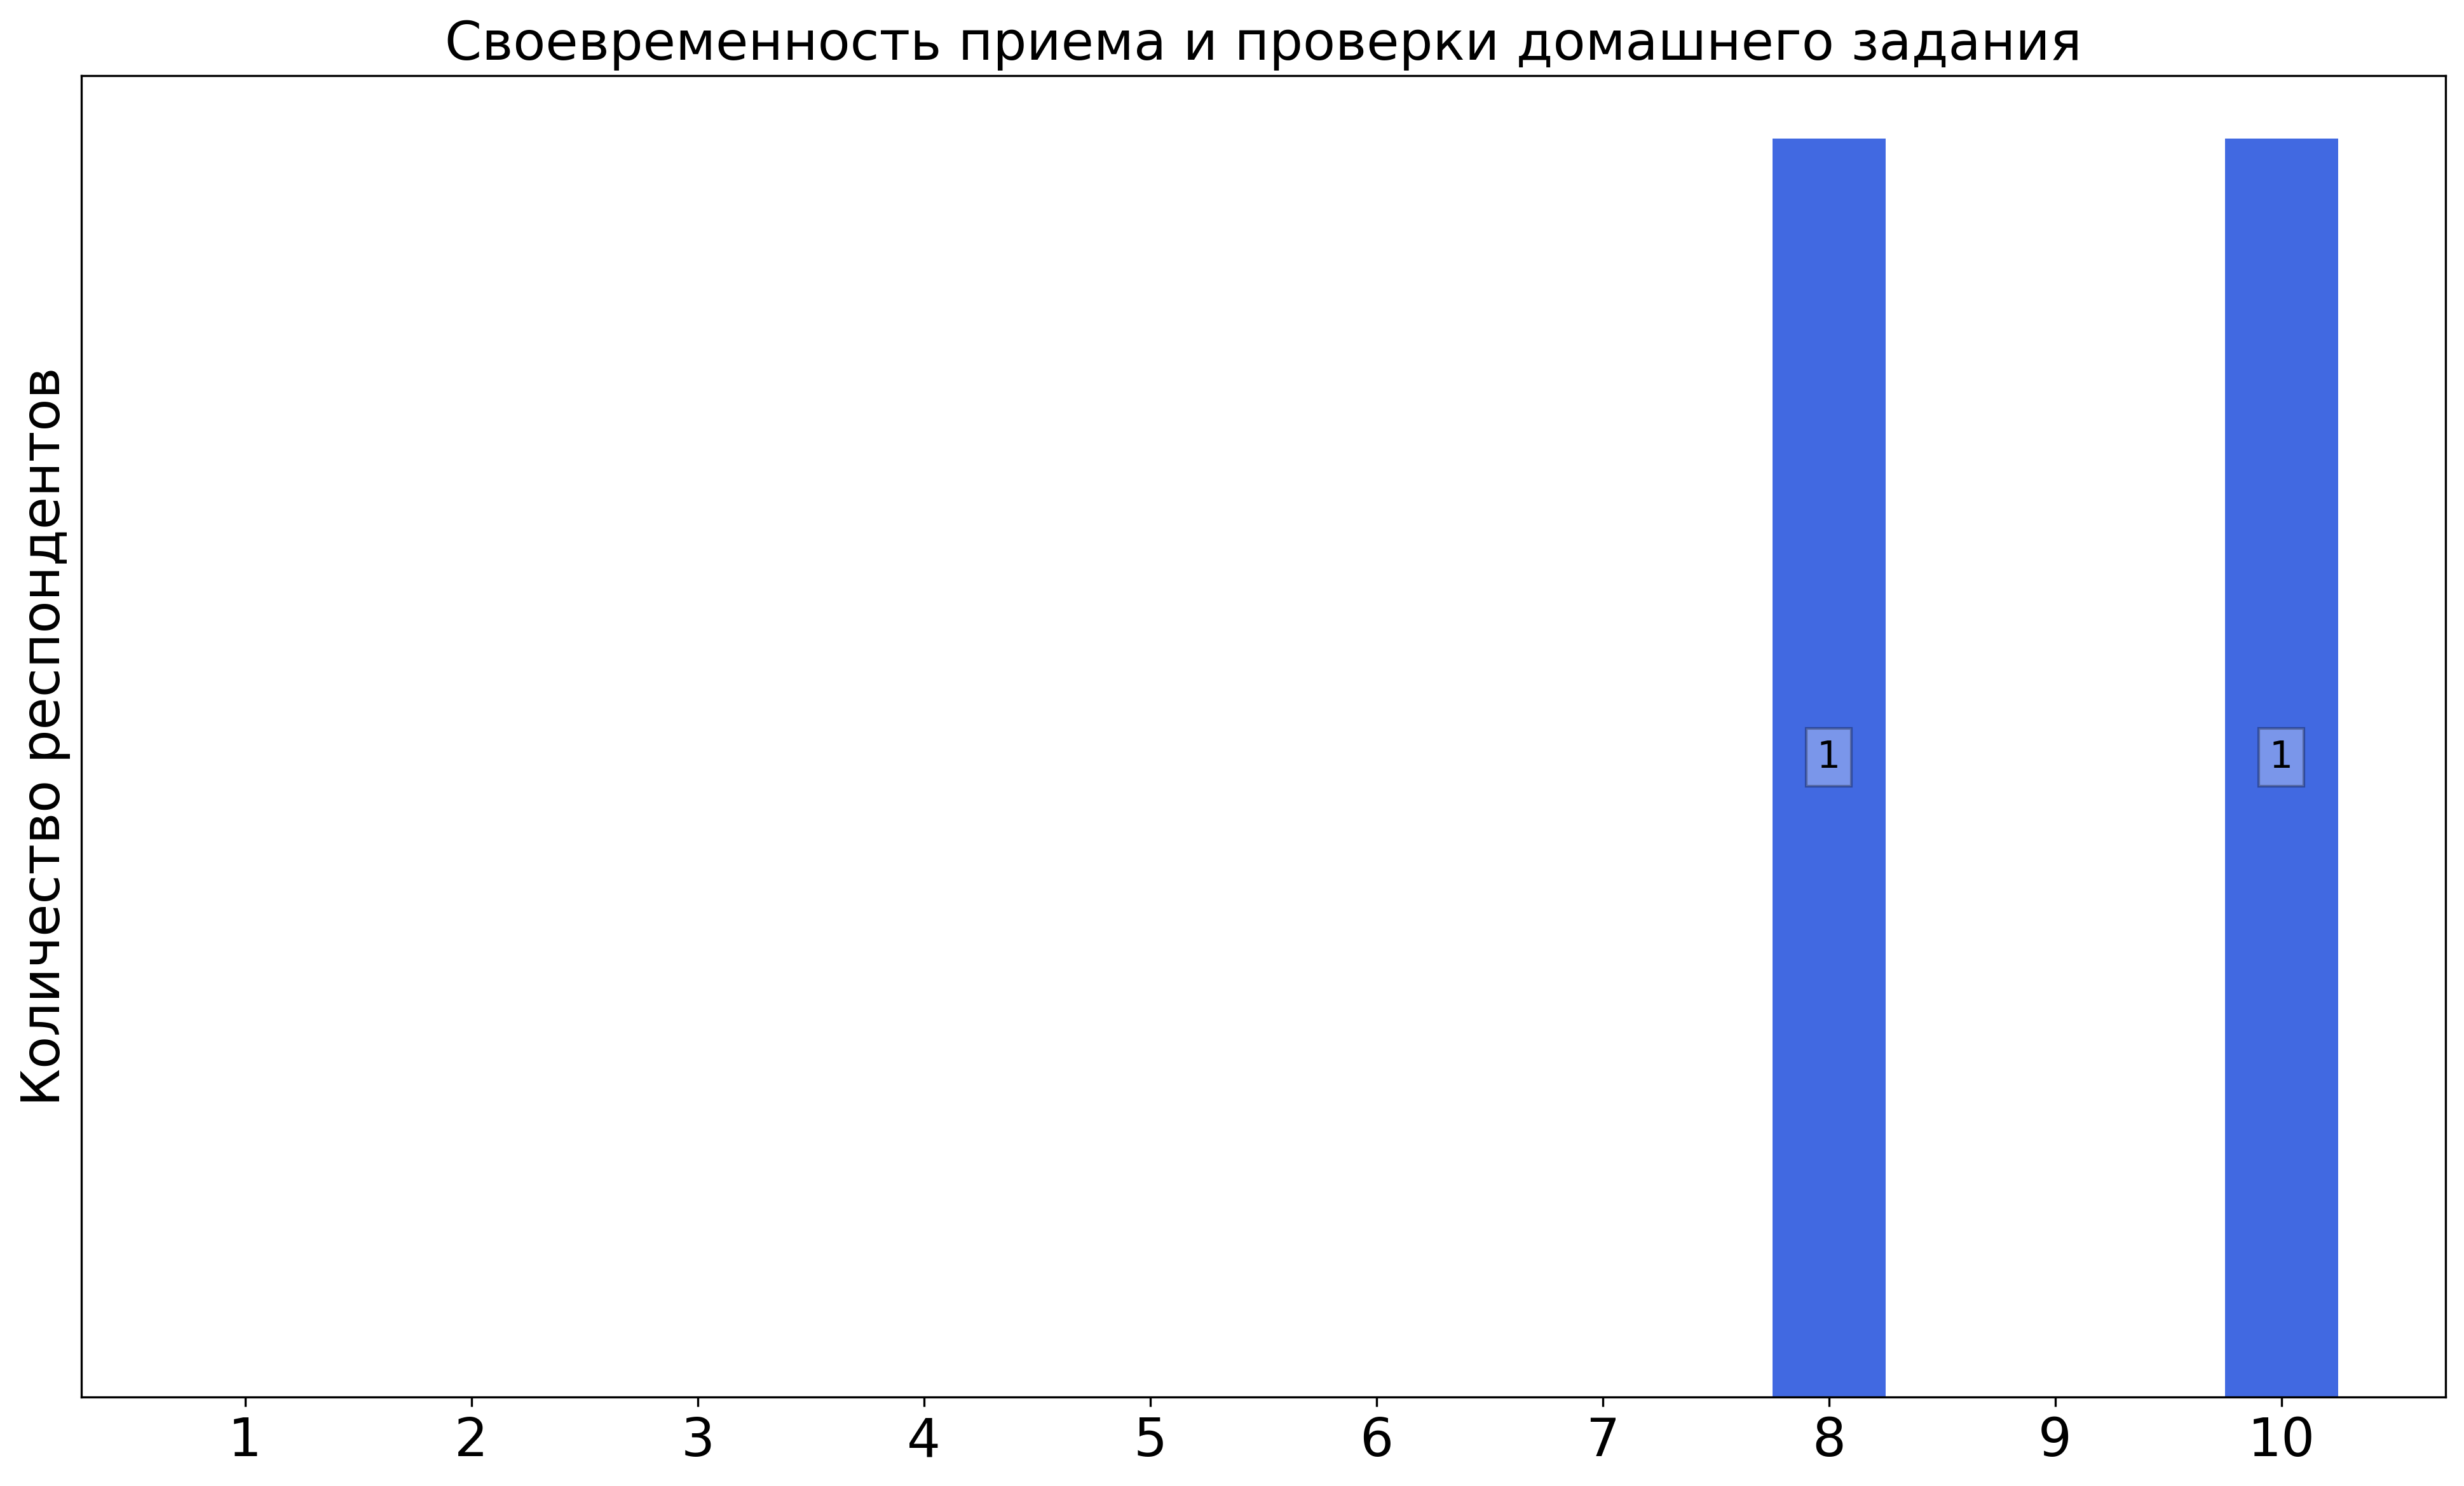 Своевременность приема и проверки домашнего задания
Количество респондентов
1 1
1 2 3 4 5 6 7 8 9 10